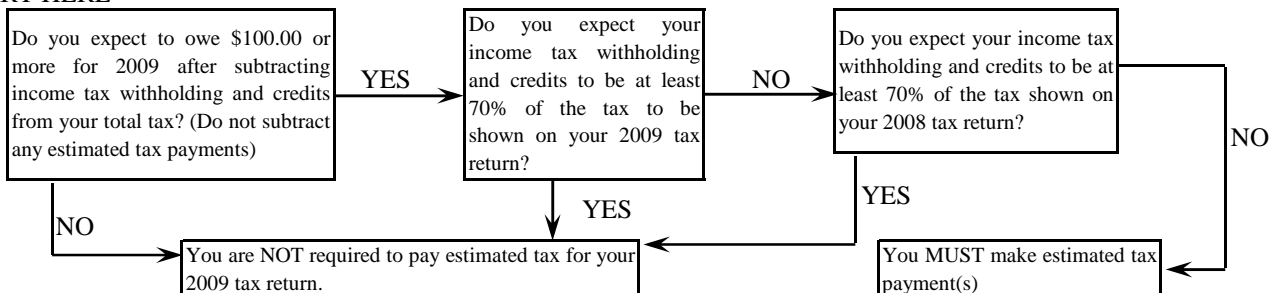 Do you expect to owe $100.00 or
more for 2009 after subtracting
income tax withholding and credits
from your total tax? (Do not subtract
any estimated tax payments)
YES
Do you expect your
income tax withholding
and credits to be at least
70% of the tax to be
shown on your 2009 tax
return?
NO
Do you expect your income tax
withholding and credits to be at
least 70% of the tax shown on
your 2008 tax return?
NO
NO
YES
YES
You are NOT required to pay estimated tax for your
2009 tax return.
You MUST make estimated tax
payment(s)